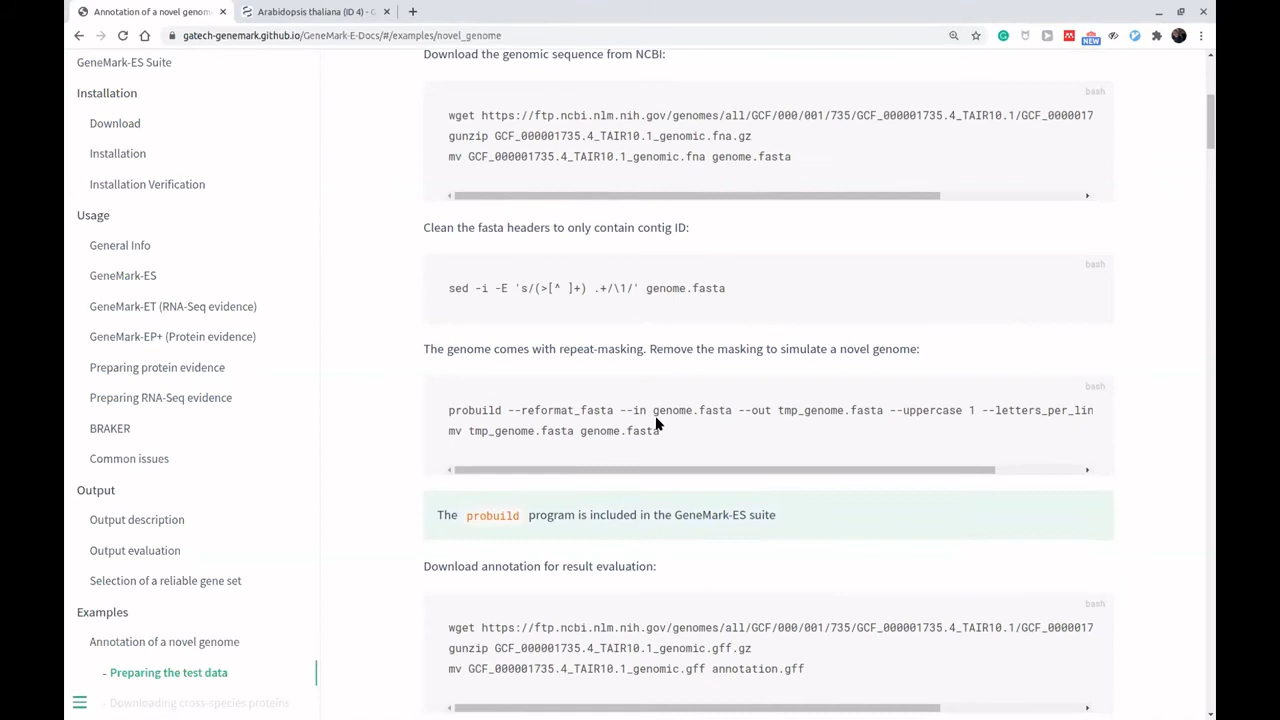 Annotation of a novel genom
Arabidopsis thaliana (ID 4) - G
gatech-genemark.github.io/GeneMark-E-Docs/#/examples/novel_genome
NEW
GeneMark-ES Suite
Installation
Download
Installation
Installation Verification
Usage
General Info
GeneMark-ES
GeneMark-ET (RNA-Seq evidence)
GeneMark-EP+ (Protein evidence)
Preparing protein evidence
Preparing RNA-Seq evidence
BRAKER
Common issues
Output
Output description
Output evaluation
Selection of a reliable gene set
Examples
Annotation of a novel genome
- Preparing the test data
- Downloading cross-species proteins
Download the genomic sequence from NCBI:
bash
wget https://ftp.ncbi.nlm.nih.gov/genomes/all/GCF/000/001/735/GCF_000001735.4_TAIR10.1/GCF_0000017
gunzip GCF_000001735.4_TAIR10.1_genomic.fna.gz
mv GCF_000001735.4_TAIR10.1_genomic.fna genome.fasta
Clean the fasta headers to only contain contig ID:
bash
sed -i -E 's/(>[^ ]+) .+/\1/' genome.fasta
The genome comes with repeat-masking. Remove the masking to simulate a novel genome:
bash
probuild --reformat_fasta --in genome.fasta --out tmp_genome.fasta --uppercase 1 --letters_per_lin
mv tmp_genome.fasta genome.fasta
The probuild program is included in the GeneMark-ES suite
Download annotation for result evaluation:
bash
wget https://ftp.ncbi.nlm.nih.gov/genomes/all/GCF/000/001/735/GCF_000001735.4_TAIR10.1/GCF_0000017
gunzip GCF_000001735.4_TAIR10.1_genomic.gff.gz
mv GCF_000001735.4_TAIR10.1_genomic.gff annotation.gff